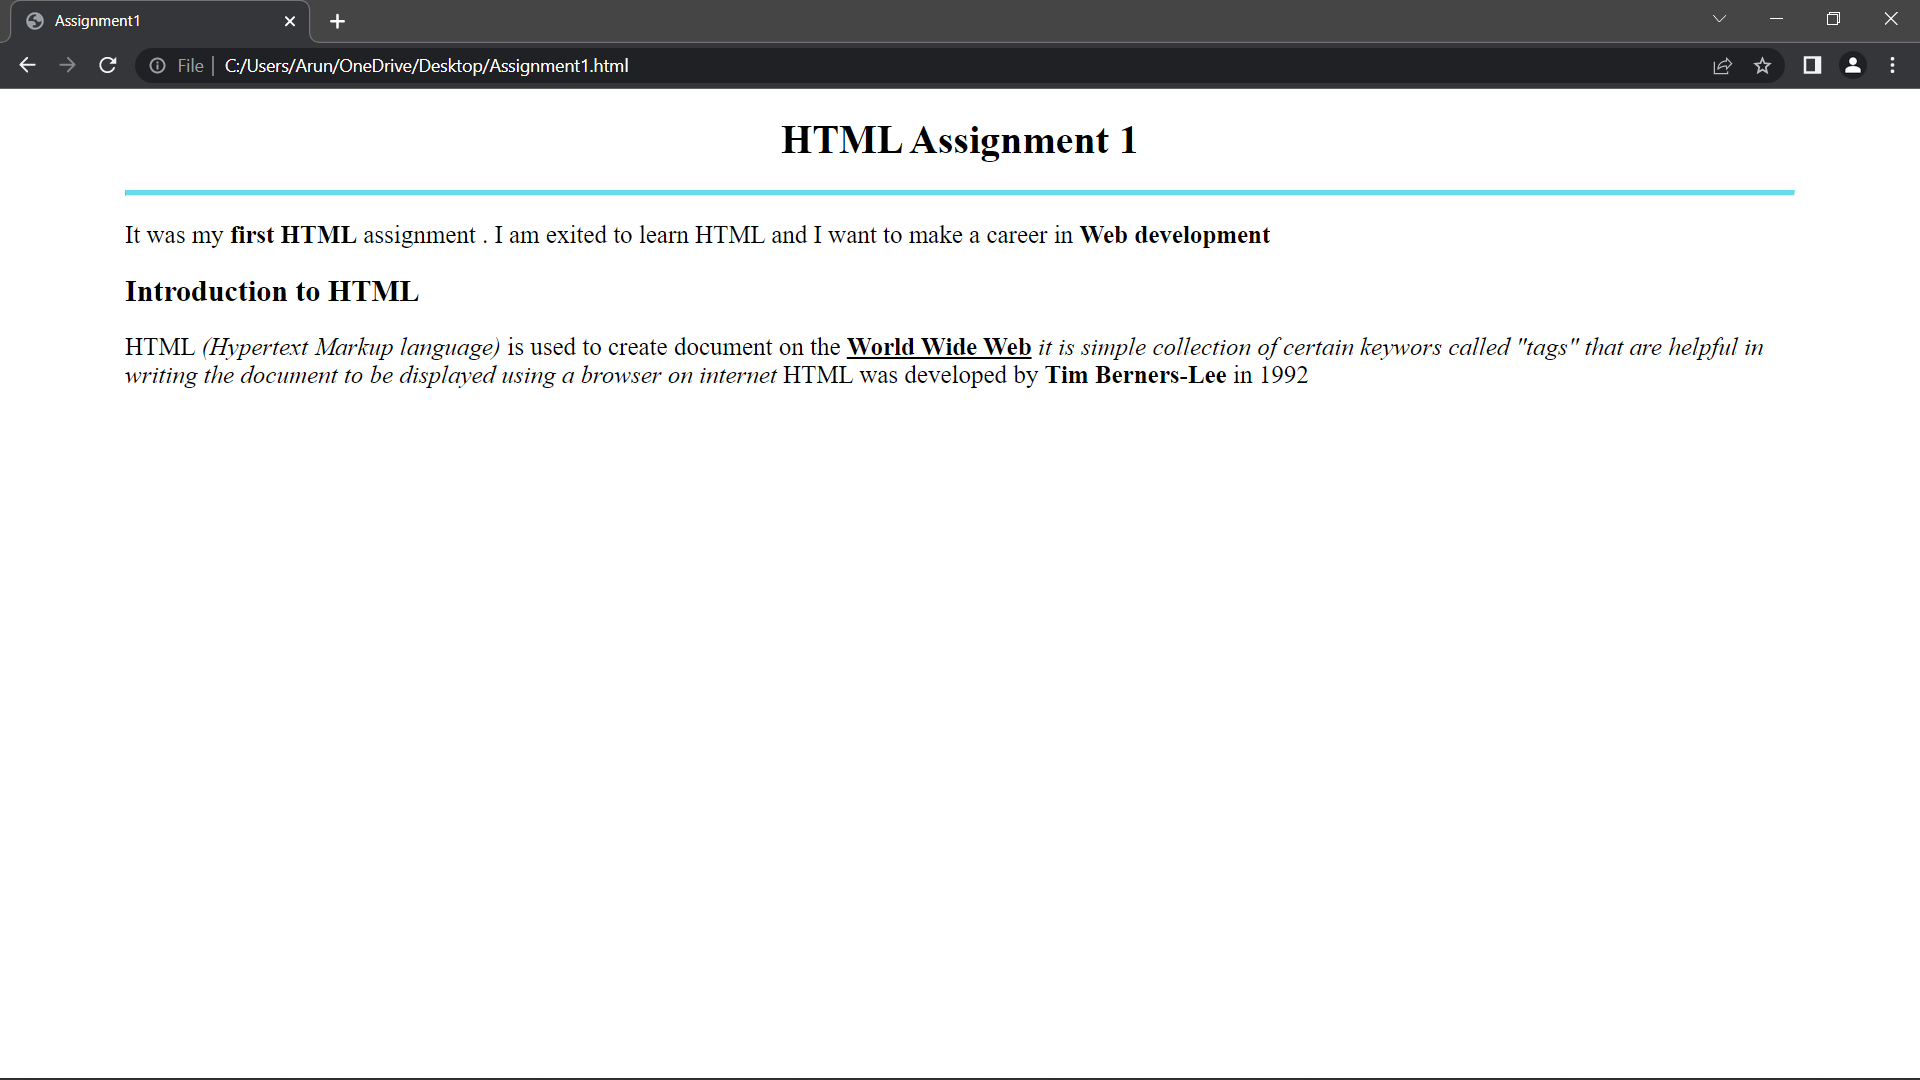 Assignment1
File | C:/Users/Arun/OneDrive/Desktop/Assignment1.html
HTML Assignment 1
It was my first HTML assignment . I am exited to learn HTML and I want to make a career in Web development
Introduction to HTML
HTML (Hypertext Markup language) is used to create document on the World Wide Web it is simple collection of certain keywors called "tags" that are helpful in
writing the document to be displayed using a browser on internet HTML was developed by Tim Berners-Lee in 1992